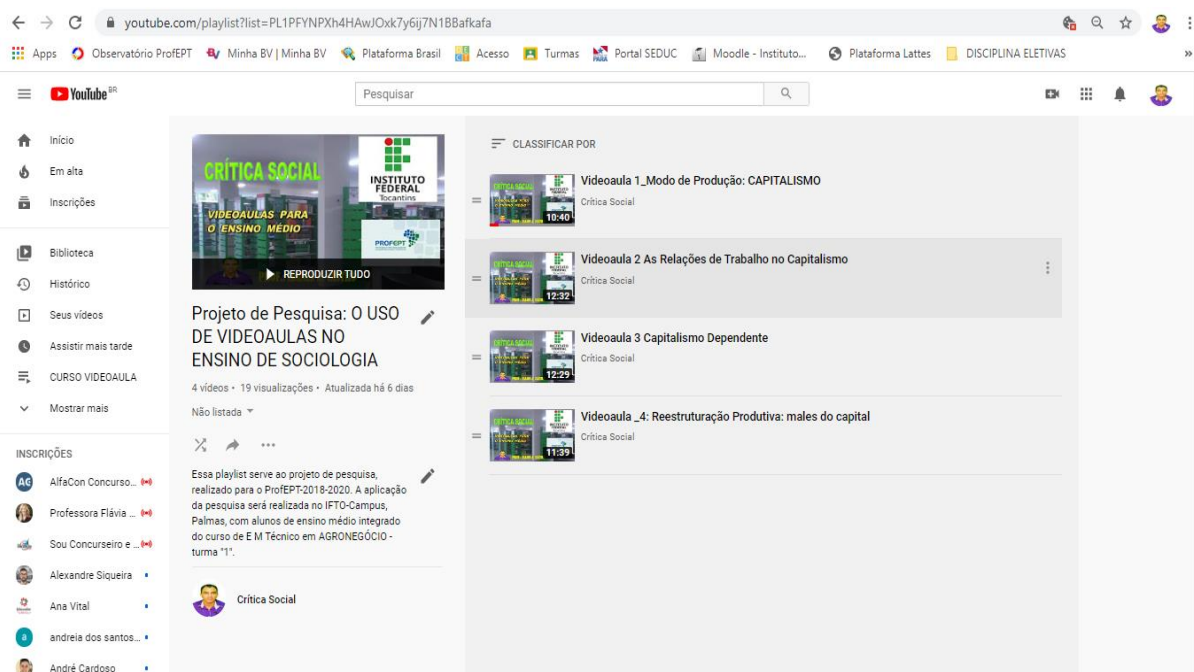 youtube.com/playlist?list=PL1PFYNPXh4HAwJOxk7y6ij7N1BBafkafa
Apps Observatório ProfEPT Minha BV | Minha BV Plataforma Brasil Acesso Turmas Portal SEDUC Moodle - Instituto... Plataforma Lattes DISCIPLINA ELETIVAS »
YouTube BR
Pesquisar
Início
Em alta
Inscrições
Biblioteca
Histórico
Seus vídeos
Assistir mais tarde
CURSO VIDEOAULA
Mostrar mais
INSCRIÇÕES
AG AlfaCon Concurso...
Professora Flávia ...
Sou Concurseiro e ...
Alexandre Siqueira
Ana Vital
a andreia dos santos...
André Cardoso
CRÍTICA SOCIAL
INSTITUTO
FEDERAL
Tocantins
VIDEOAULAS PARA
O ENSINO MÉDIO
PROFEPT
REPRODUZIR TUDO
Projeto de Pesquisa: O USO
DE VIDEOAULAS NO
ENSINO DE SOCIOLOGIA
4 vídeos • 19 visualizações • Atualizada há 6 dias
Não listada
Essa playlist serve ao projeto de pesquisa,
realizado para o ProfEPT-2018-2020. A aplicação
da pesquisa será realizada no IFTO-Campus,
Palmas, com alunos de ensino médio integrado
do curso de E M Técnico em AGRONEGÓCIO -
turma "1".
Crítica Social
CLASSIFICAR POR
Videoaula 1_Modo de Produção: CAPITALISMO
Crítica Social
10:40
Videoaula 2 As Relações de Trabalho no Capitalismo
Crítica Social
12:32
Videoaula 3 Capitalismo Dependente
Crítica Social
12:29
Videoaula _4: Reestruturação Produtiva: males do capital
Crítica Social
11:39